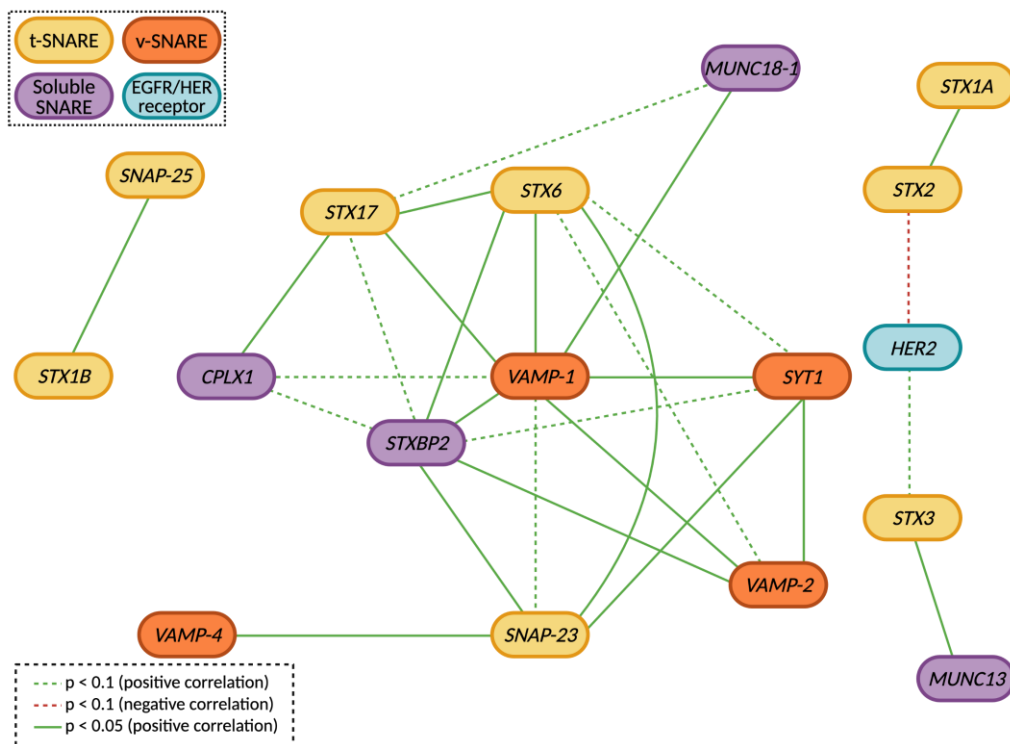 t-SNARE
v-SNARE
Soluble
SNARE
EGFR/HER
receptor
MUNC18-1
STX1A
SNAP-25
STX17
STX6
STX2
HER2
STX1B
CPLX1
VAMP-1
SYT1
STXBP2
STX3
VAMP-2
VAMP-4
SNAP-23
MUNC13
p < 0.1 (positive correlation)
p < 0.1 (negative correlation)
p < 0.05 (positive correlation)